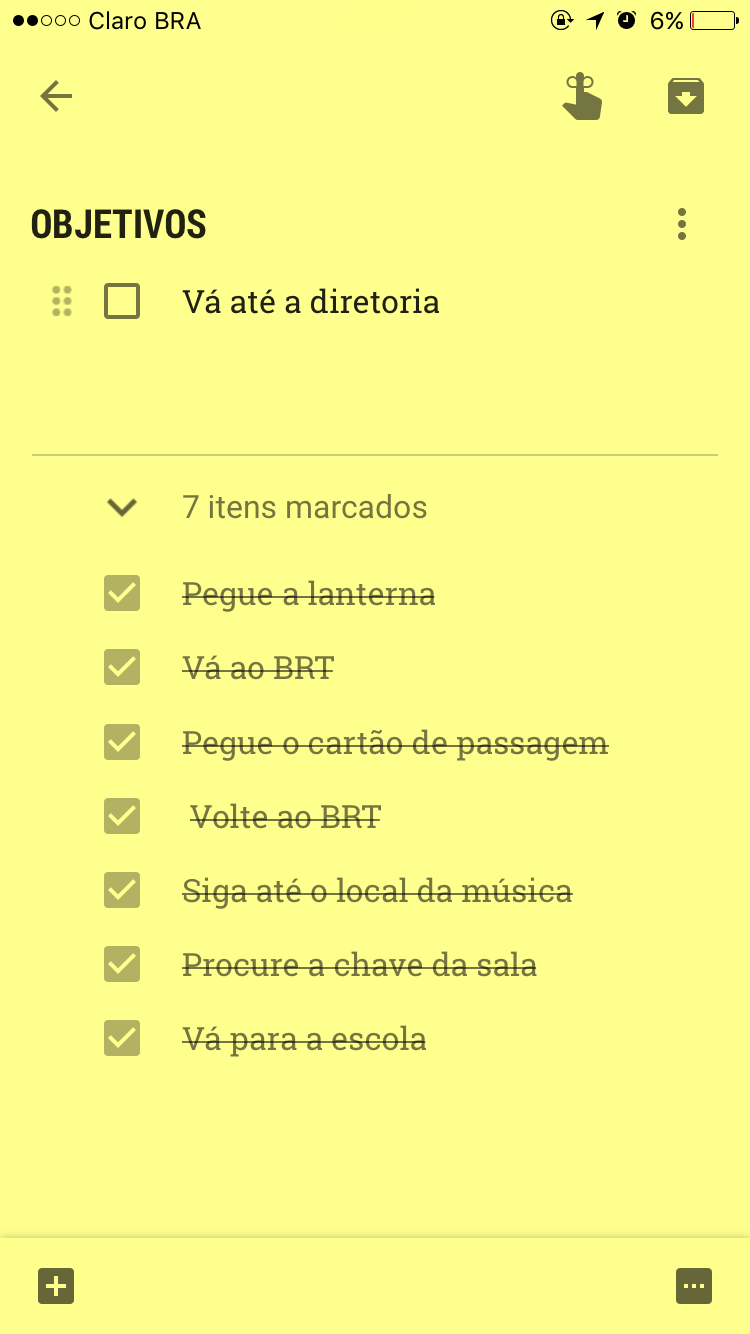 Claro BRA
6%
OBJETIVOS
Vá até a diretoria
7 itens marcados
Pegue a lanterna
Vá ao BRT
Pegue o cartão de passagem
Volte ao BRT
Siga até o local da música
Procure a chave da sala
Vá para a escola